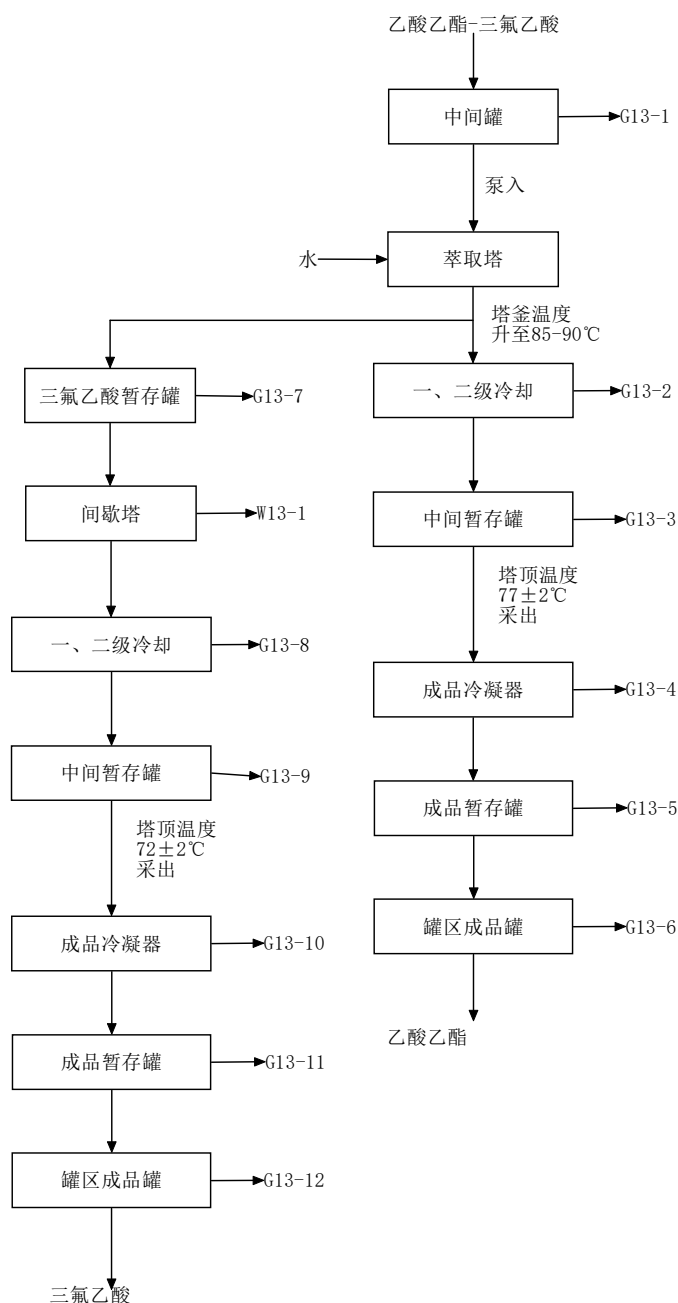 乙酸乙酯-三氟乙酸
中间罐
G13-1
泵入
水
萃取塔
塔釜温度
升至85-90℃
三氟乙酸暂存罐
G13-7
一、二级冷却
G13-2
间歇塔
W13-1
中间暂存罐
G13-3
塔顶温度
77±2℃
采出
一、二级冷却
G13-8
成品冷凝器
G13-4
中间暂存罐
G13-9
成品暂存罐
G13-5
塔顶温度
72±2℃
采出
罐区成品罐
G13-6
成品冷凝器
G13-10
乙酸乙酯
成品暂存罐
G13-11
罐区成品罐
G13-12
三氟乙酸